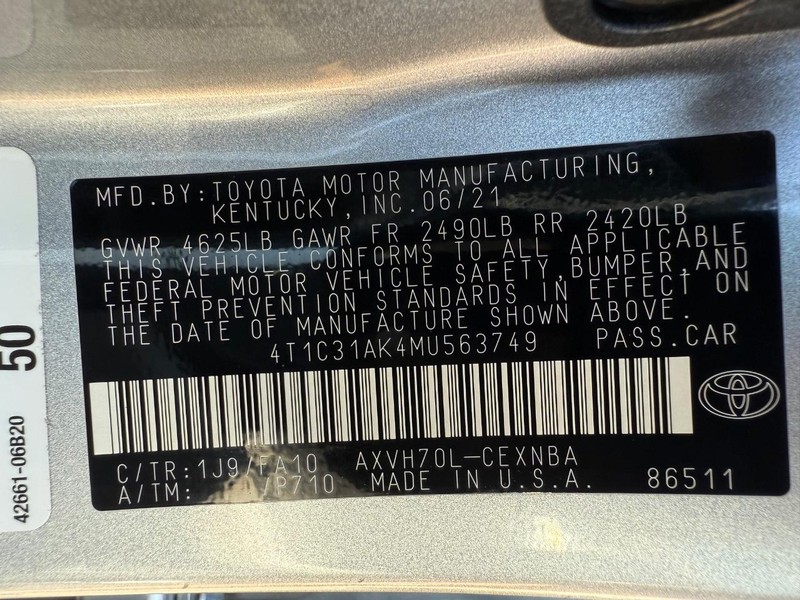 MFD.BY:TOYOTA MOTOR MANUFACTURING,
KENTUCKY,INC.06/21
GVWR 4625LB GAWR FR 2490LB RR 2420LB
THIS VEHICLE CONFORMS TO ALL APPLICABLE
FEDERAL MOTOR VEHICLE SAFETY,BUMPER,AND
THEFT PREVENTION STANDARDS IN EFFECT ON
THE DATE OF MANUFACTURE SHOWN ABOVE.
4T1C31AK4MU563749 PASS.CAR
C/TR:1J9/FA10 AXVH70L-CEXNBA
A/TM: /P710 MADE IN U.S.A. 86511
50
42661-06B20